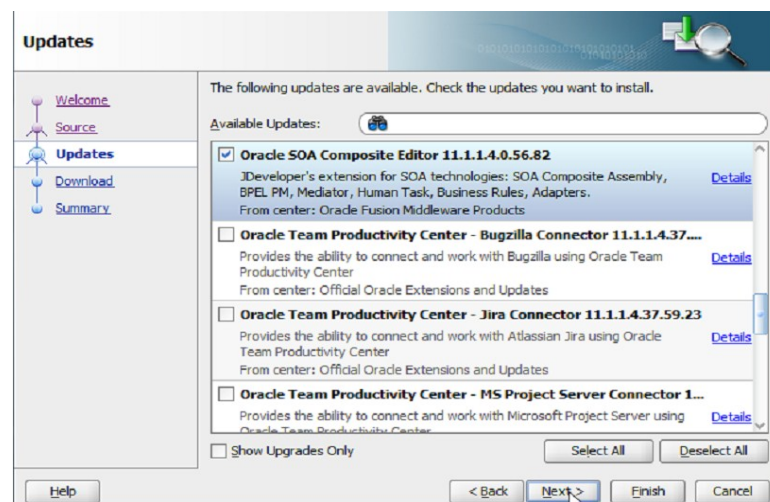 Updates
Welcome
Source
Updates
Download
Summary
The following updates are available. Check the updates you want to install.
Available Updates:
Oracle SOA Composite Editor 11.1.1.4.0.56.82
JDeveloper's extension for SOA technologies: SOA Composite Assembly,
BPEL PM, Mediator, Human Task, Business Rules, Adapters.
Details
From center: Oracle Fusion Middleware Products
Oracle Team Productivity Center - Bugzilla Connector 11.1.1.4.37....
Provides the ability to connect and work with Bugzilla using Oracle Team
Productivity Center
Details
From center: Official Oracle Extensions and Updates
Oracle Team Productivity Center - Jira Connector 11.1.1.4.37.59.23
Provides the ability to connect and work with Atlassian Jira using Oracle
Team Productivity Center
Details
From center: Official Oracle Extensions and Updates
Oracle Team Productivity Center - MS Project Server Connector 1...
Provides the ability to connect and work with Microsoft Project Server using
Details
Oracle Team Productivity Center
Show Upgrades Only
Select All
Deselect All
Help
< Back
Next >
Finish
Cancel